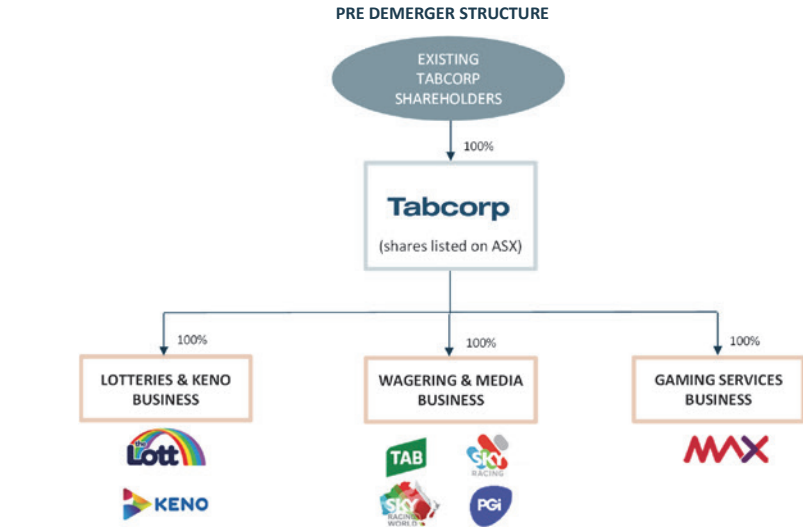 PRE DEMERGER STRUCTURE
EXISTING
TABCORP
SHAREHOLDERS
100%
Tabcorp
(shares listed on ASX)
100%
100%
100%
LOTTERIES & KENO
BUSINESS
WAGERING & MEDIA
BUSINESS
GAMING SERVICES
BUSINESS
the
Lott
KENO
TAB
SKY
RACING
SKY
RACING
WORLD
PGi
MAX